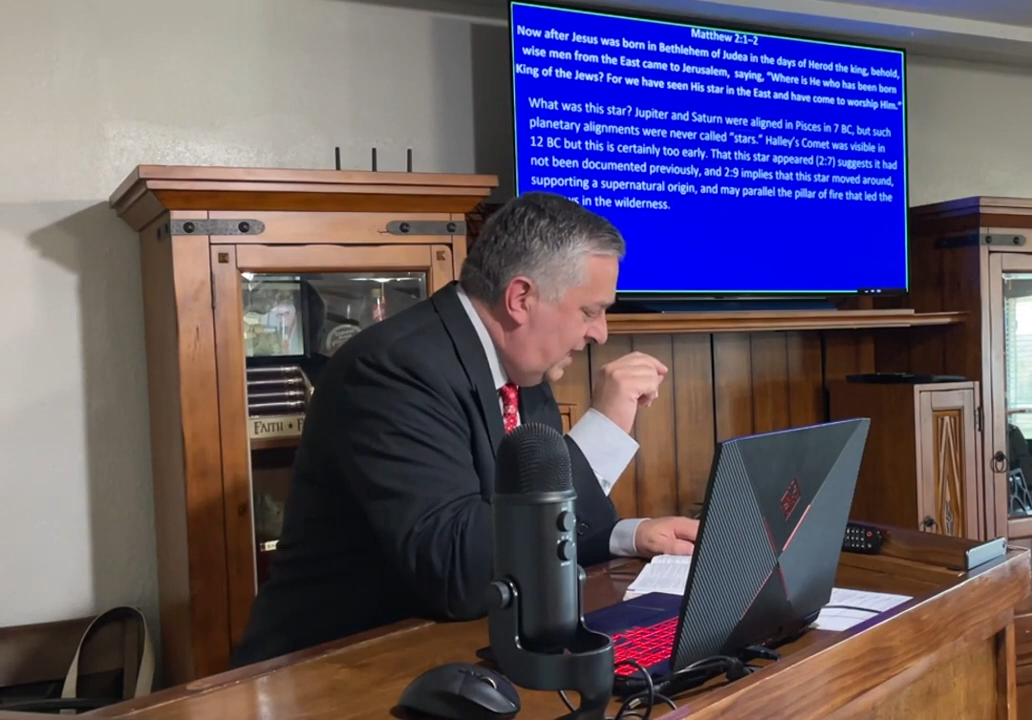 Matthew 2:1–2
Now after Jesus was born in Bethlehem of Judea in the days of Herod the king, behold,
wise men from the East came to Jerusalem, saying, “Where is He who has been born
King of the Jews? For we have seen His star in the East and have come to worship Him.”
What was this star? Jupiter and Saturn were aligned in Pisces in 7 BC, but such
planetary alignments were never called “stars.” Halley’s Comet was visible in
12 BC but this is certainly too early. That this star appeared (2:7) suggests it had
not been documented previously, and 2:9 implies that this star moved around,
supporting a supernatural origin, and may parallel the pillar of fire that led the
in the wilderness.
FAITH